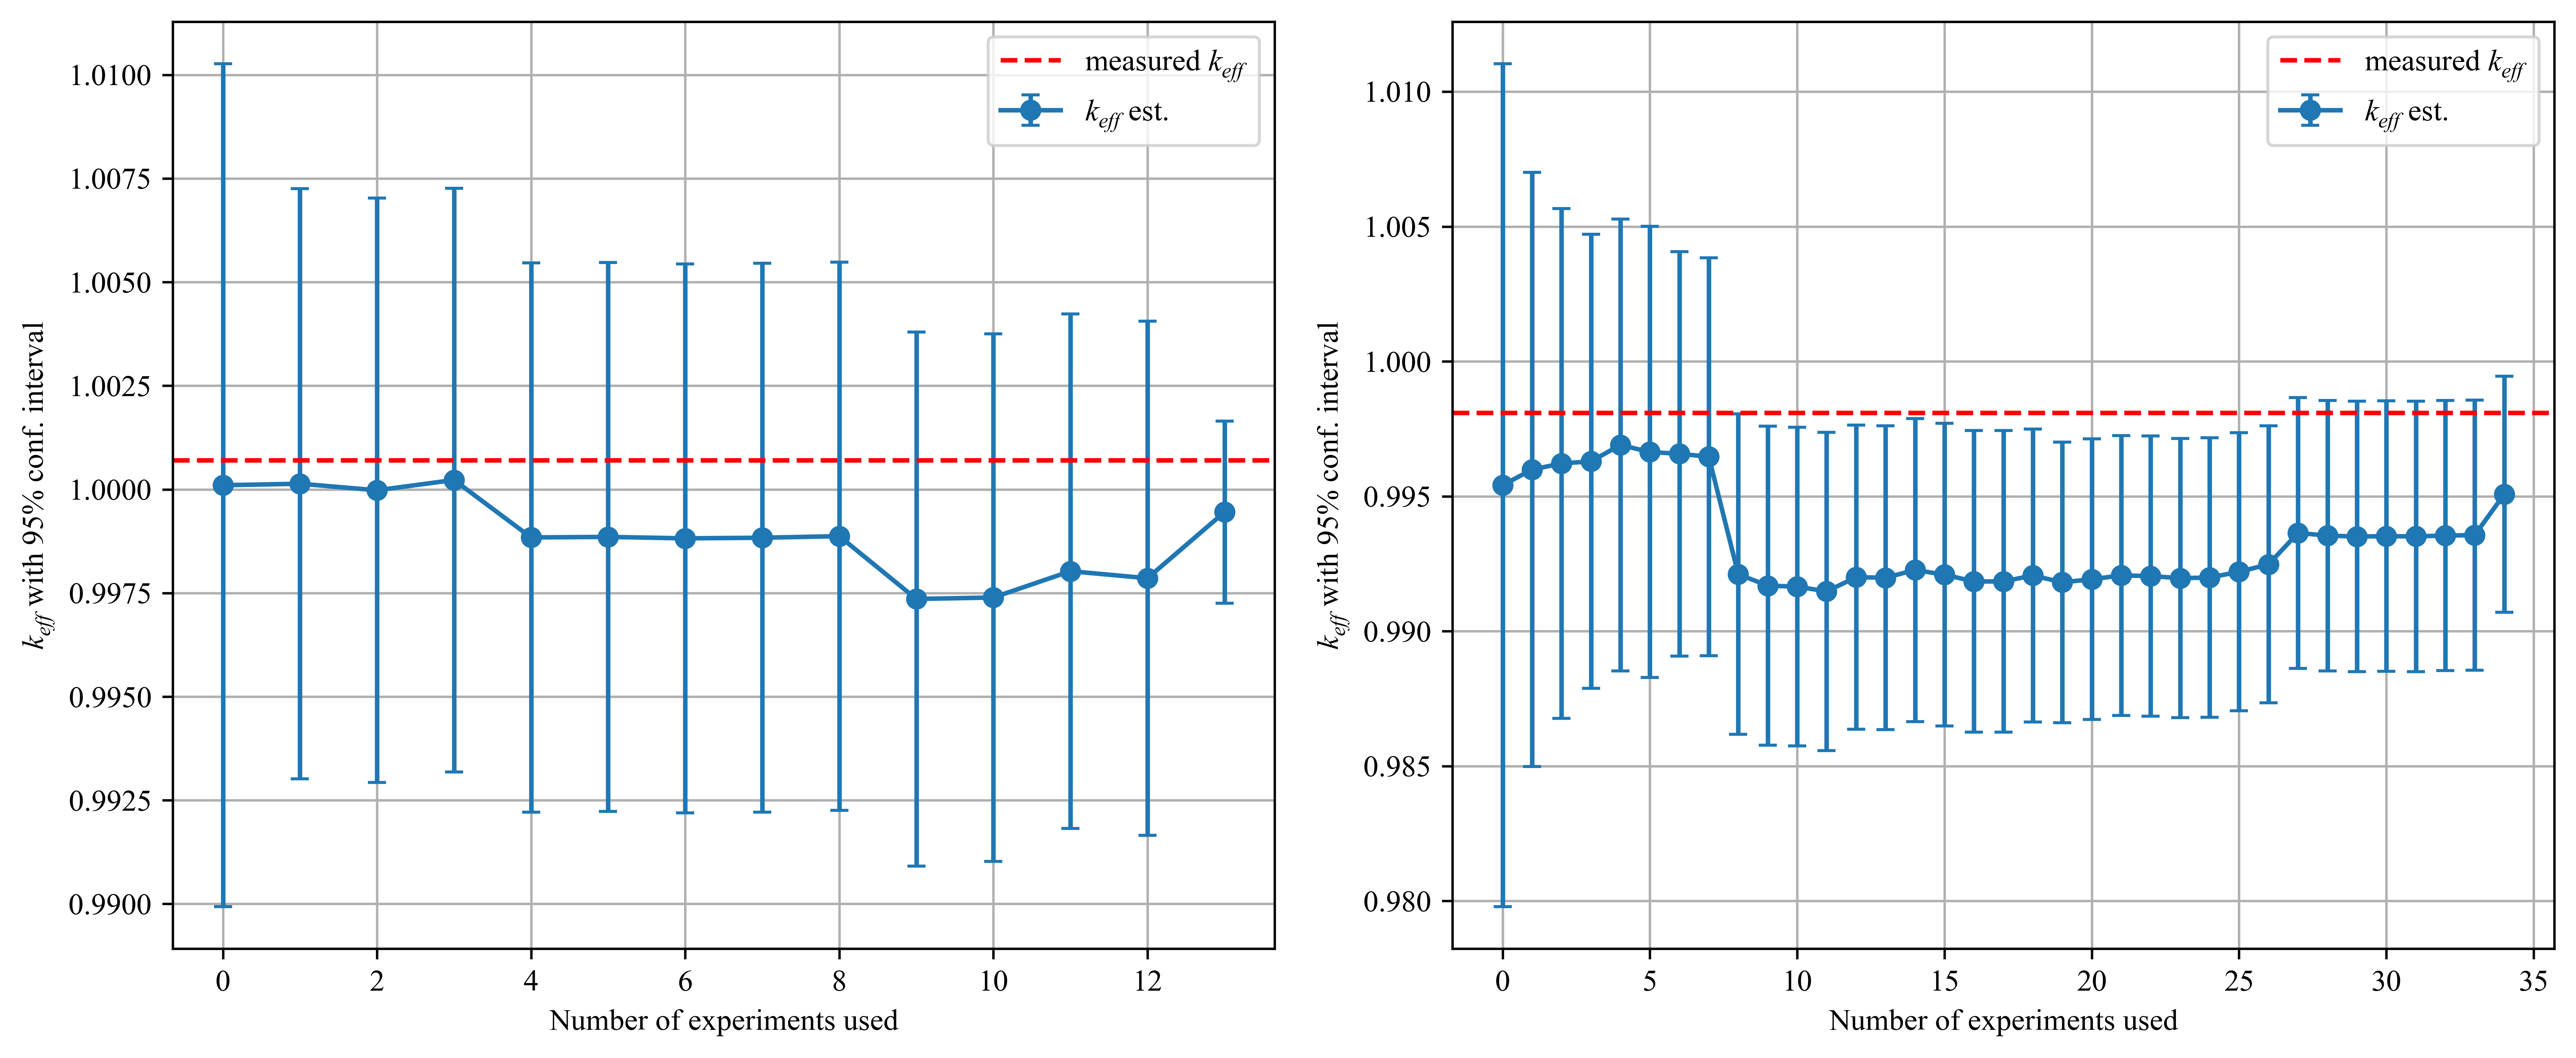 measured k_eff
k_eff est.
1.0100
1.0075
1.0050
1.0025
1.0000
0.9975
0.9950
0.9925
0.9900
k_eff with 95% conf. interval
0 2 4 6 8 10 12
Number of experiments used
measured k_eff
k_eff est.
1.010
1.005
1.000
0.995
0.990
0.985
0.980
k_eff with 95% conf. interval
0 5 10 15 20 25 30 35
Number of experiments used